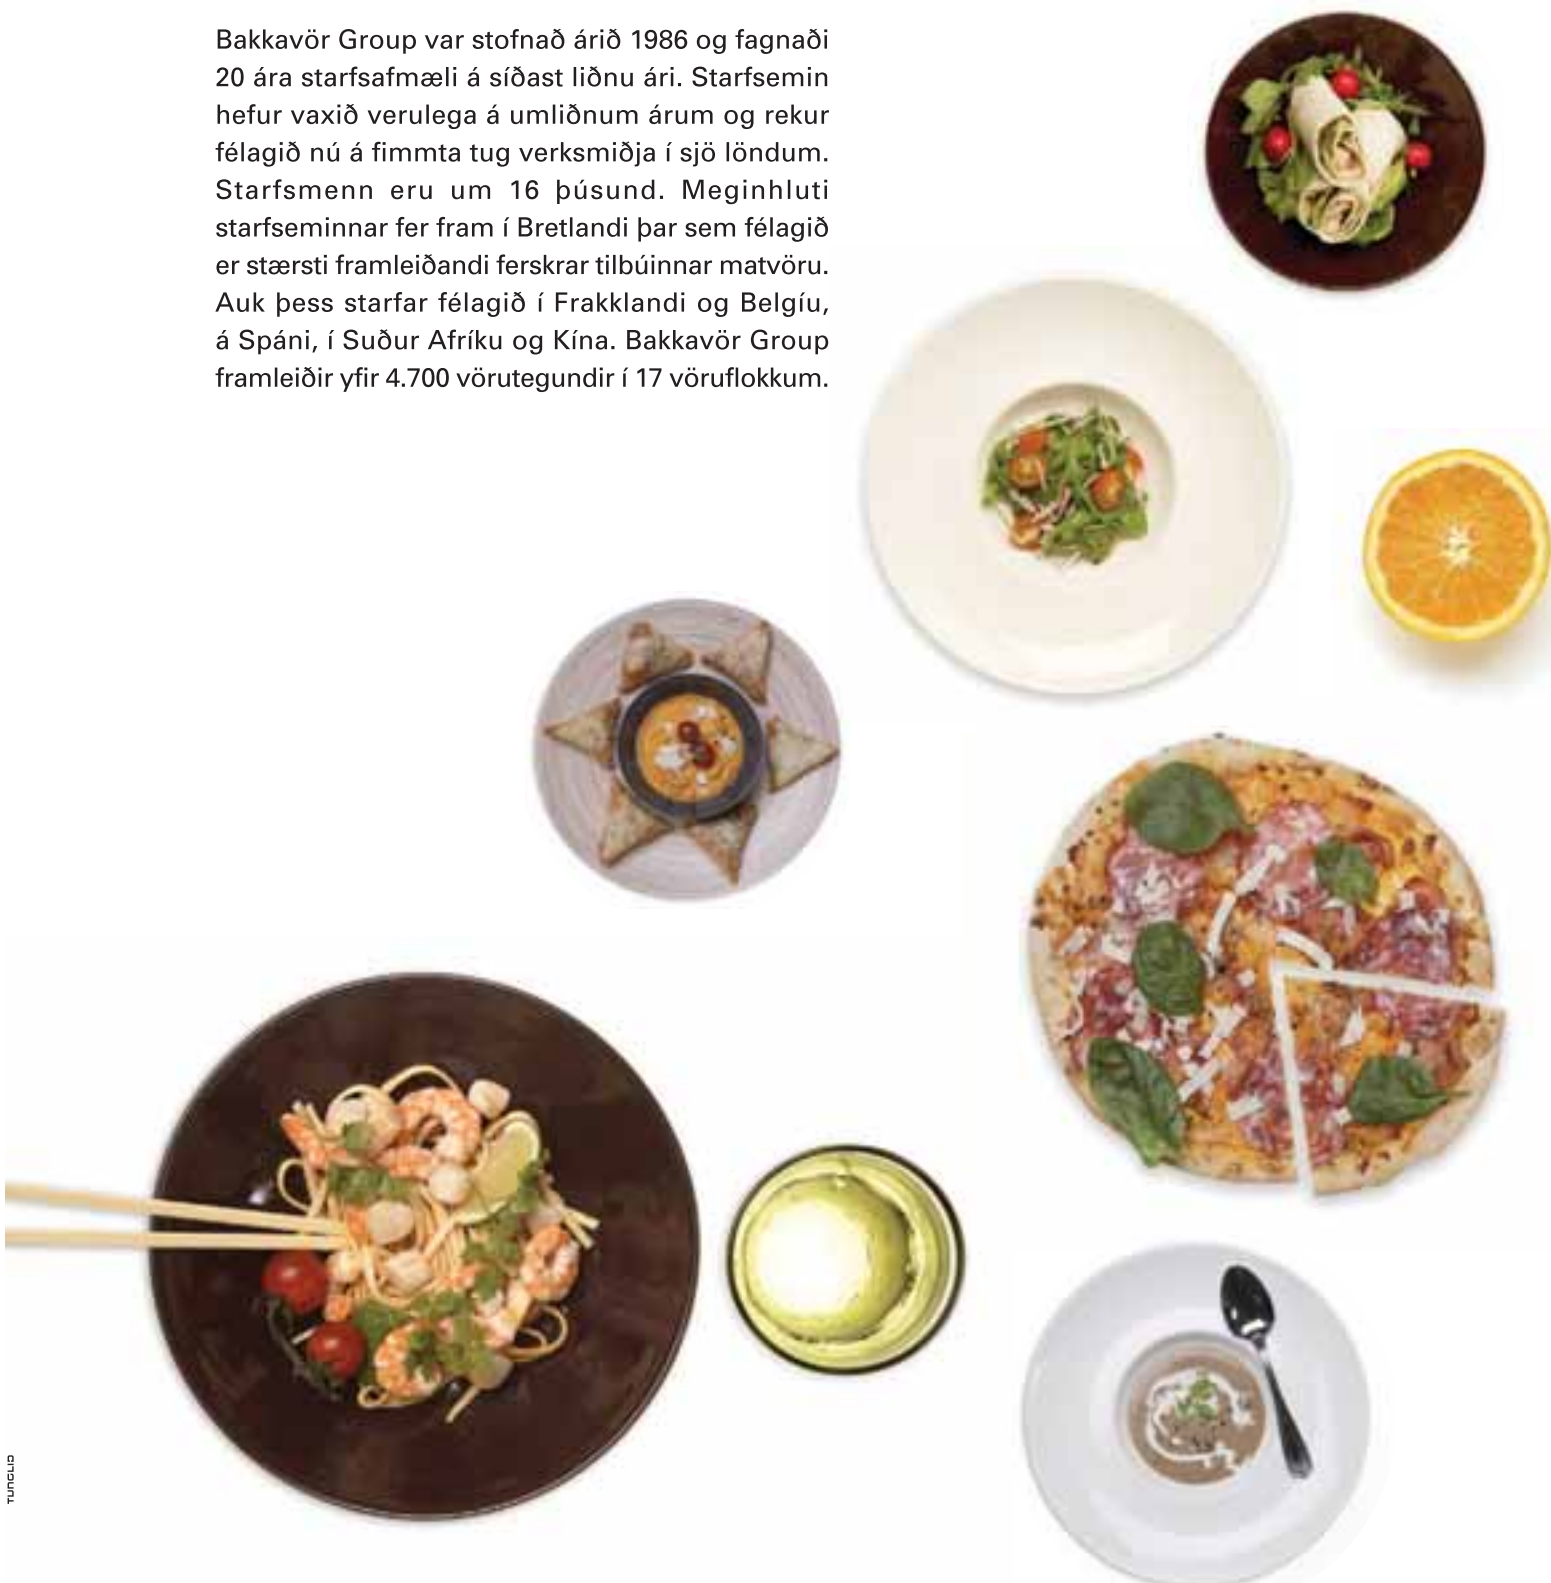 Bakkavör Group var stofnað árið 1986 og fagnaði
20 ára starfsafmæli á síðast liðnu ári. Starfsemin
hefur vaxið verulega á umliðnum árum og rekur
félagið nú á fimmta tug verksmiðja í sjö löndum.
Starfsmenn eru um 16 þúsund. Meginhluti
starfseminnar fer fram í Bretlandi þar sem félagið
er stærsti framleiðandi ferskrar tilbúinnar matvöru.
Auk þess starfar félagið í Frakklandi og Belgíu,
á Spáni, í Suður Afríku og Kína. Bakkavör Group
framleiðir yfir 4.700 vörutegundir í 17 vöruflokkum.
TUNGLIÐ